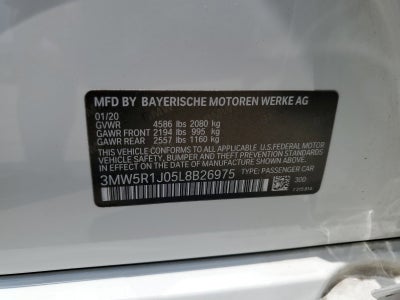 MFD BY BAYERISCHE MOTOREN WERKE AG
01/20
GVWR 4586 lbs 2080 kg
GAWR FRONT 2194 lbs 995 kg
GAWR REAR 2557 lbs 1160 kg
THIS VEHICLE CONFORMS TO ALL APPLICABLE U.S. FEDERAL MOTOR
VEHICLE SAFETY, BUMPER, AND THEFT PREVENTION STANDARDS
IN EFFECT ON THE DATE OF MANUFACTURE SHOWN ABOVE.
3MW5R1J05L8B26975 TYPE: PASSENGER CAR
300